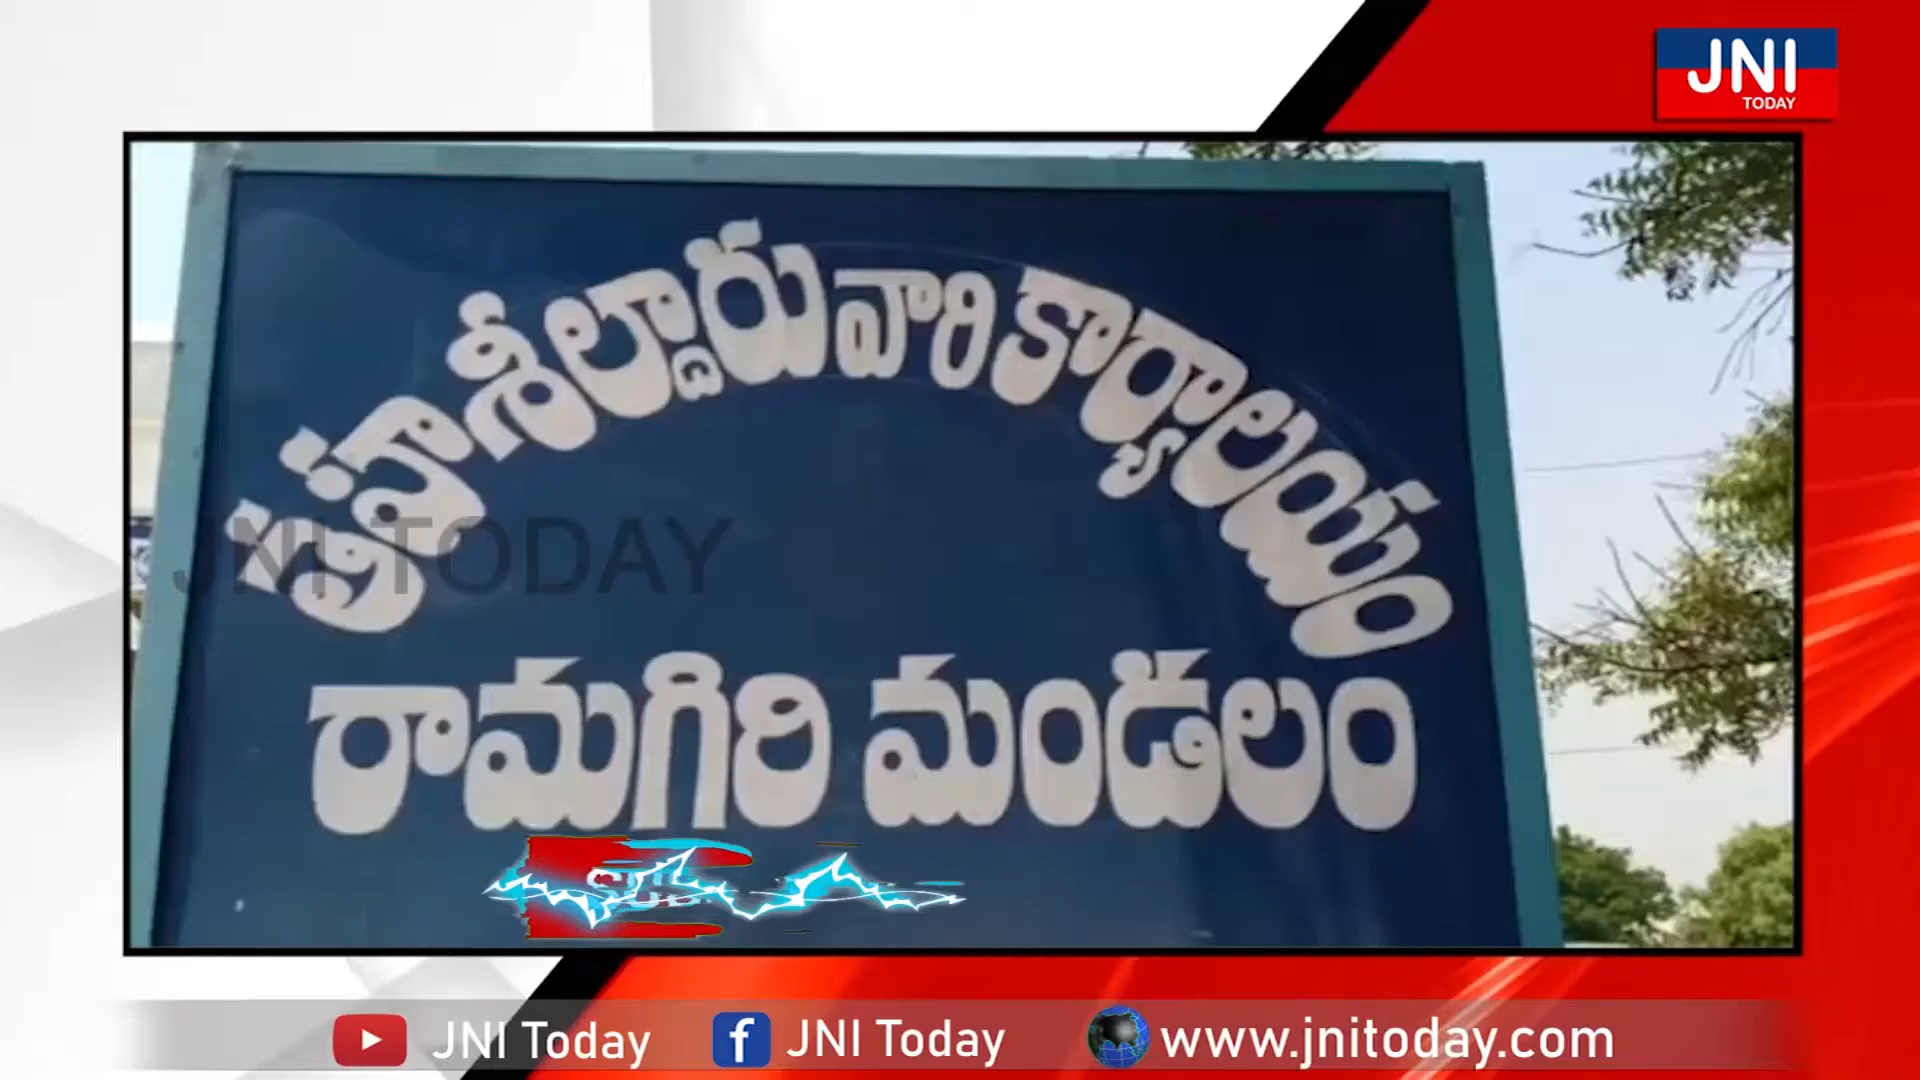 JNI
TODAY
తహశీల్దారు వారి కార్యాలయం
JNI TODAY
రామగిరి మండలం
JNI Today
JNI Today
www.jnitoday.com